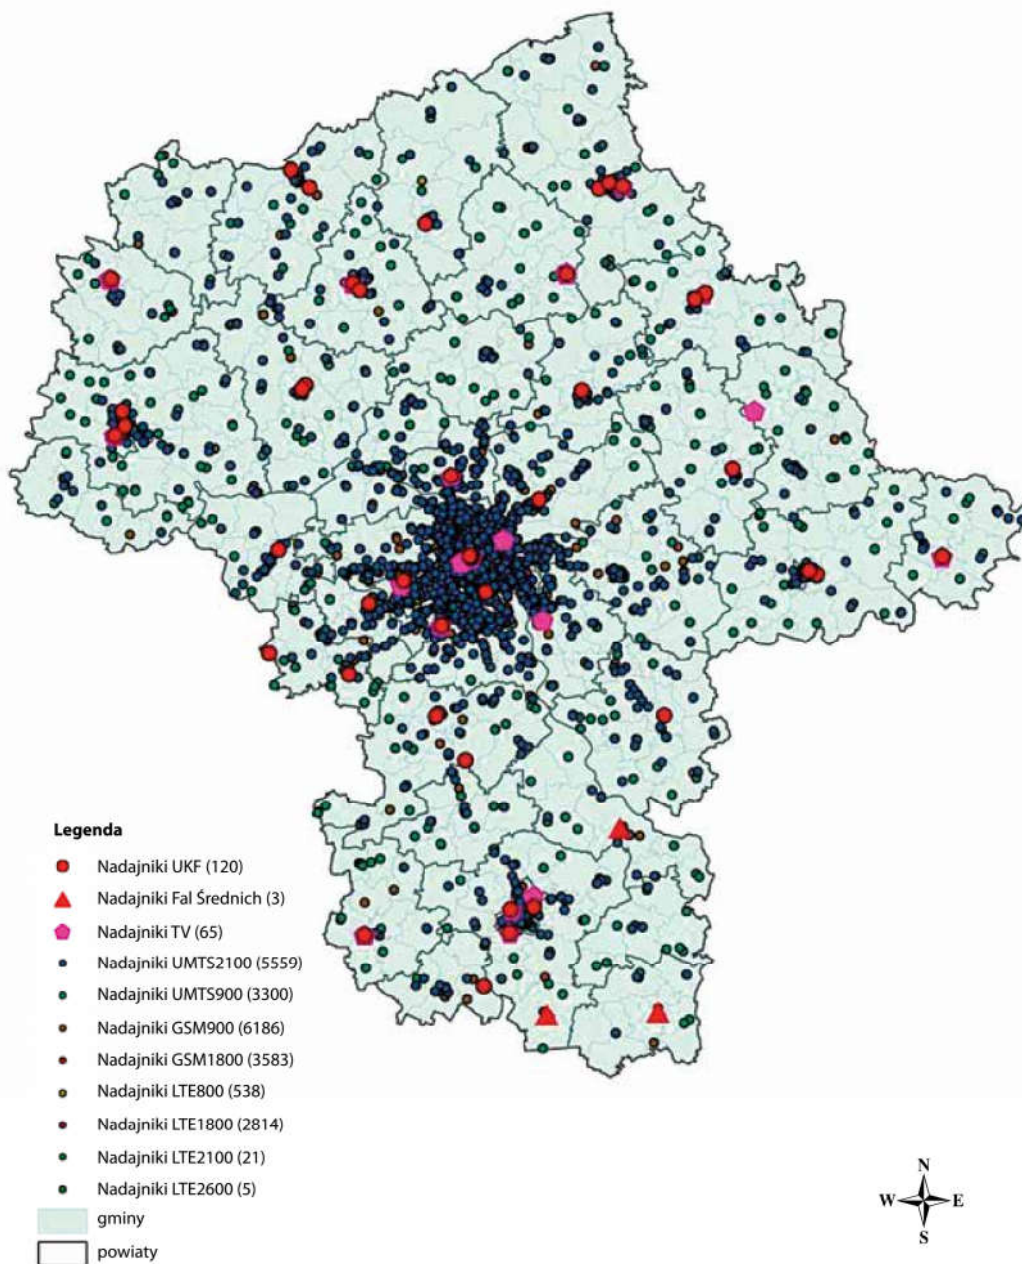 Legenda
Nadajniki UKF (120)
Nadajniki Fal Średnich (3)
Nadajniki TV (65)
Nadajniki UMTS2100 (5559)
Nadajniki UMTS900 (3300)
Nadajniki GSM900 (6186)
Nadajniki GSM1800 (3583)
Nadajniki LTE800 (538)
Nadajniki LTE1800 (2814)
Nadajniki LTE2100 (21)
Nadajniki LTE2600 (5)
gminy
powiaty
N
W E
S